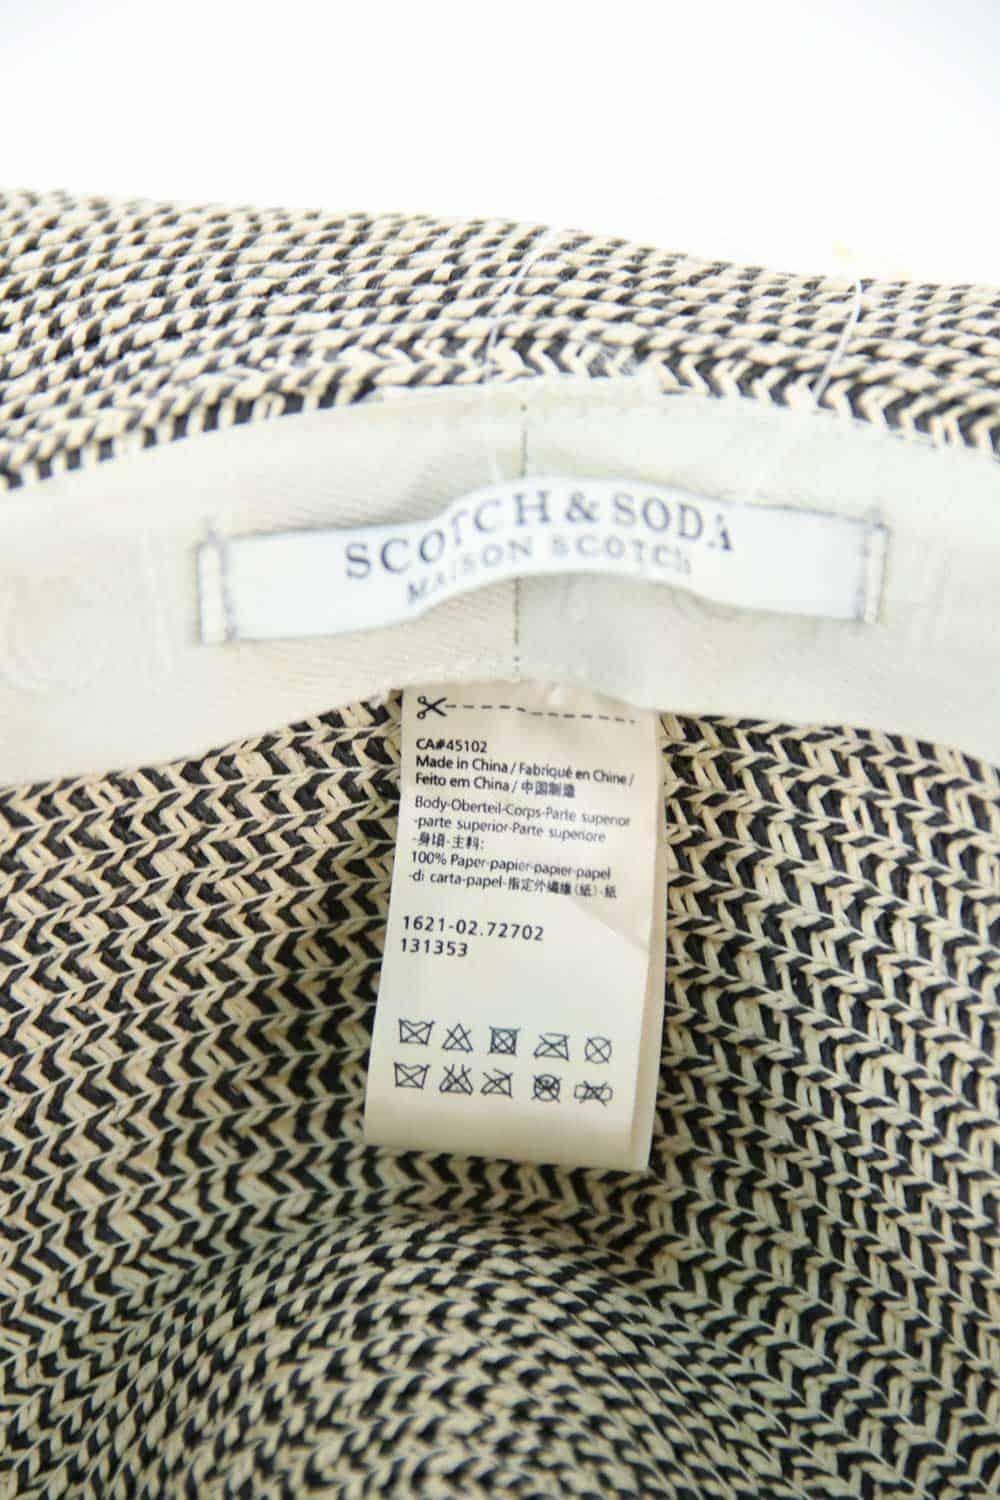 SCOTCH & SODA
MAISON SCOTCH
CA#45102
Made in China / Fabriqué en Chine /
Feito em China / 中国制造
Body-Oberteil-Corps-Parte superior
-parte superior-Parte superiore
-身頃-主料:
100% Paper-papier-papier-papel
-di carta-papel-指定外繊維(紙)-紙
1621-02.72702
131353